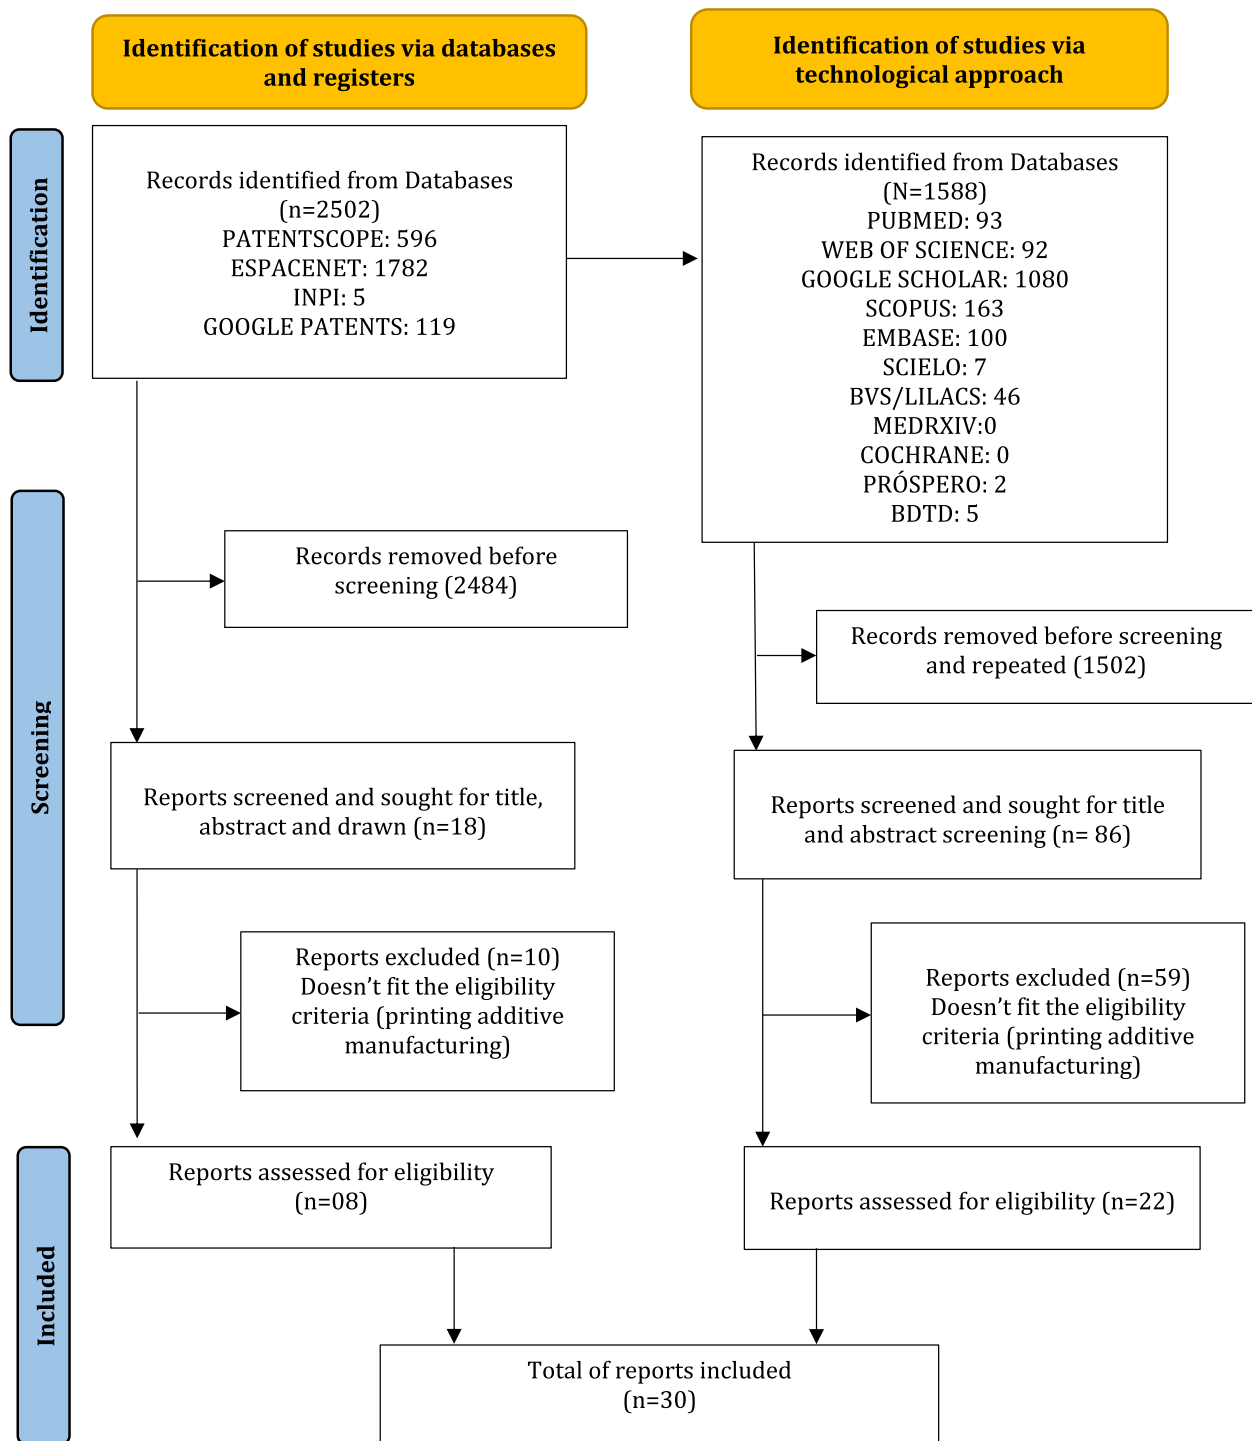 Identification of studies via databases
and registers
Identification of studies via
technological approach
Identification
Records identified from Databases
(n=2502)
PATENTSCOPE: 596
ESPACENET: 1782
INPI: 5
GOOGLE PATENTS: 119
Records identified from Databases
(N=1588)
PUBMED: 93
WEB OF SCIENCE: 92
GOOGLE SCHOLAR: 1080
SCOPUS: 163
EMBASE: 100
SCIELO: 7
BVS/LILACS: 46
MEDRXIV:0
COCHRANE: 0
PRÓSPERO: 2
BDTD: 5
Screening
Records removed before
screening (2484)
Records removed before screening
and repeated (1502)
Reports screened and sought for title,
abstract and drawn (n=18)
Reports screened and sought for title
and abstract screening (n= 86)
Reports excluded (n=10)
Doesn’t fit the eligibility
criteria (printing additive
manufacturing)
Reports excluded (n=59)
Doesn’t fit the eligibility
criteria (printing additive
manufacturing)
Included
Reports assessed for eligibility
(n=08)
Reports assessed for eligibility (n=22)
Total of reports included
(n=30)